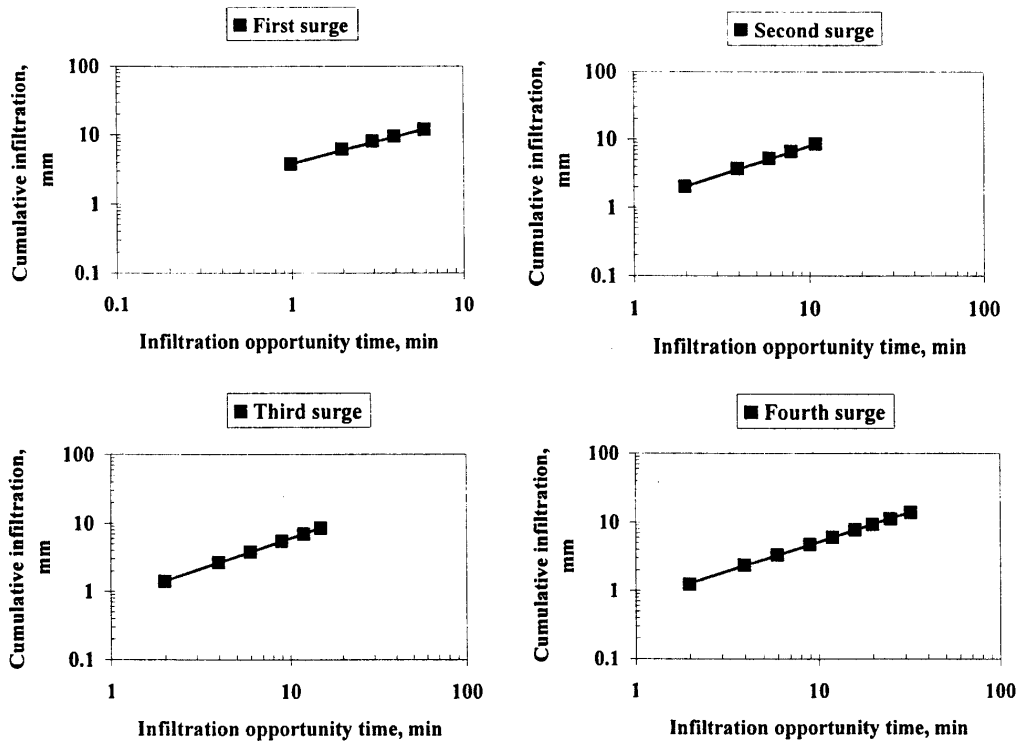 First surge
Cumulative infiltration,
mm
100
10
1
0.1
0.1
1
10
Infiltration opportunity time, min
Second surge
Cumulative infiltration,
mm
100
10
1
0.1
1
10
100
Infiltration opportunity time, min
Third surge
Cumulative infiltration,
mm
100
10
1
0.1
1
10
100
Infiltration opportunity time, min
Fourth surge
Cumulative infiltration,
mm
100
10
1
0.1
1
10
100
Infiltration opportunity time, min